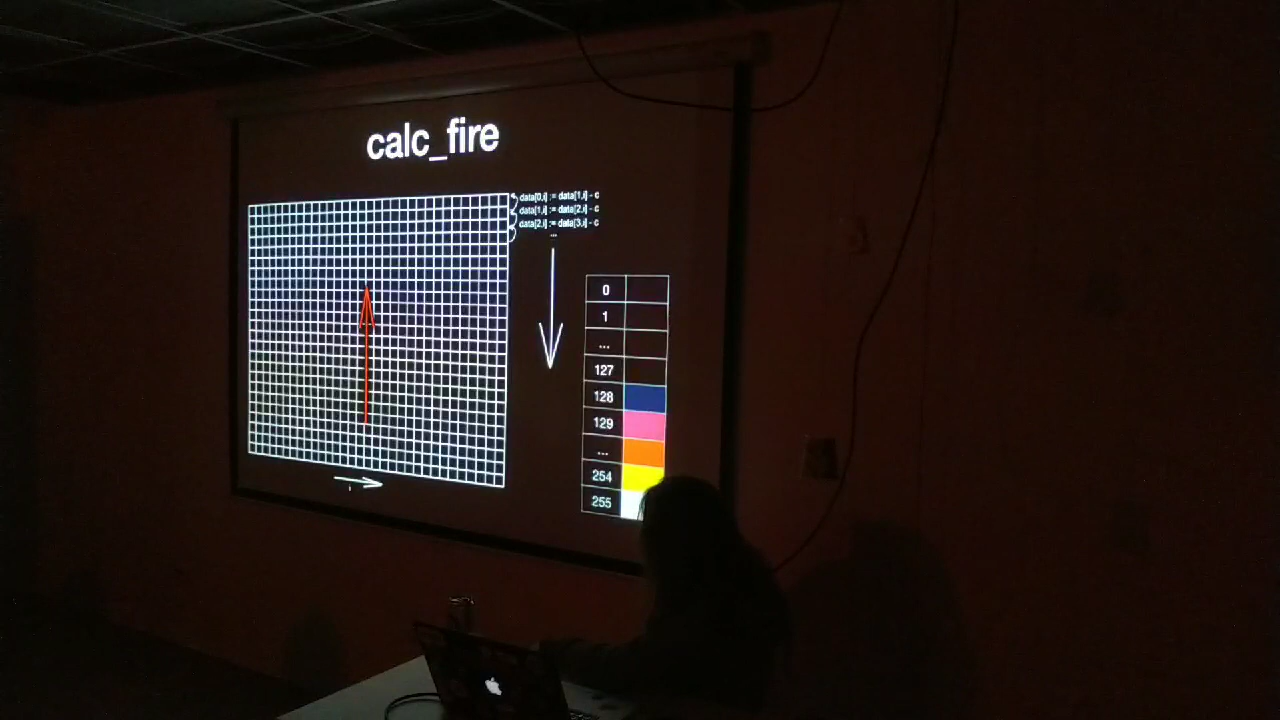 calc_fire
data[0,i] := data[1,i] - c
data[1,i] := data[2,i] - c
data[2,i] := data[3,i] - c
...
0
1
...
127
128
129
...
254
255
i